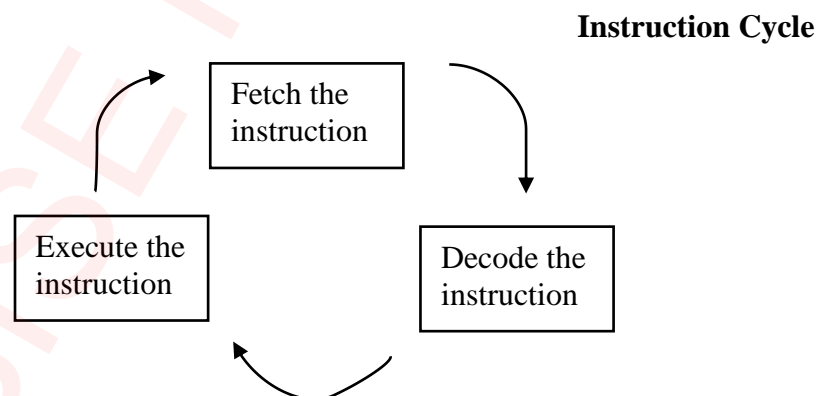 Instruction Cycle
Fetch the
instruction
Execute the
instruction
Decode the
instruction